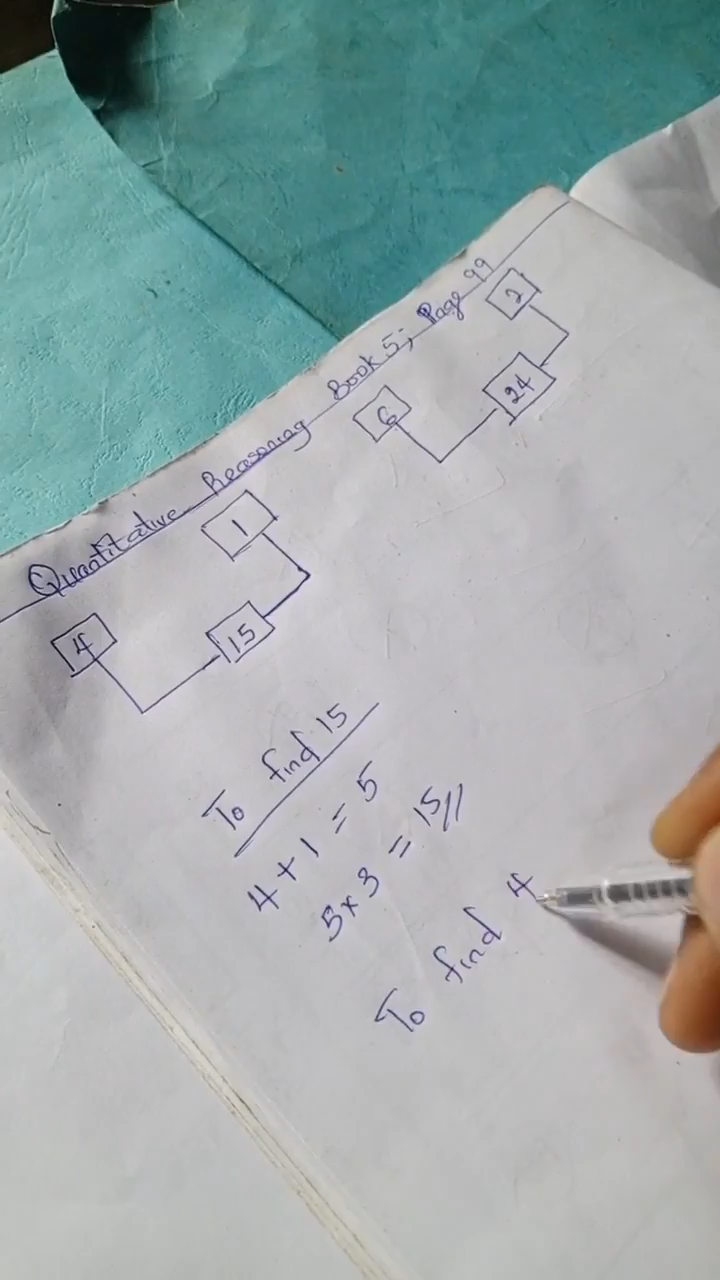 Quantitative Reasoning Book 5; Page 99
4
1
15
6
2
24
To find 15
4 + 1 = 5
5 x 3 = 15//
To find 4